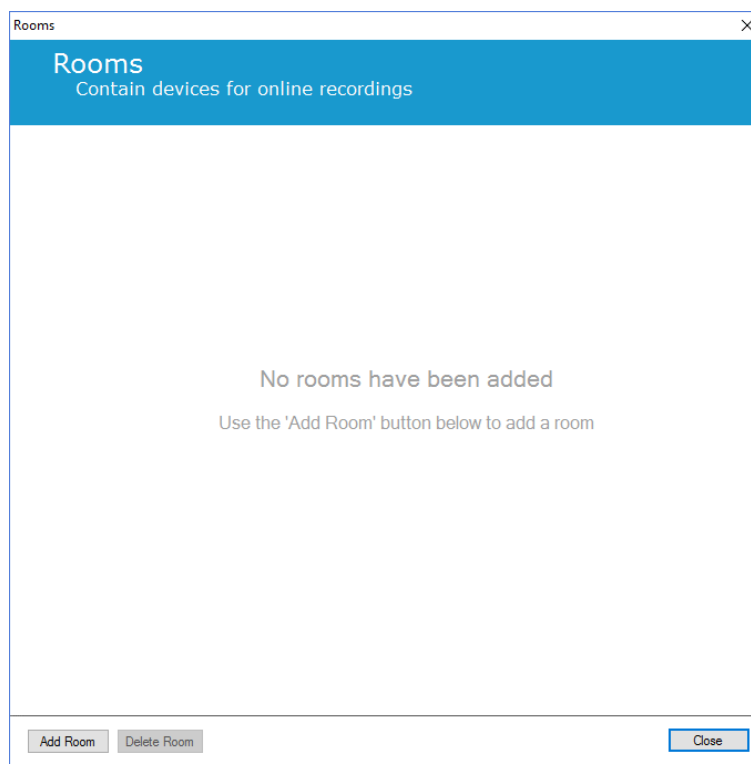 Rooms
Rooms
Contain devices for online recordings
No rooms have been added
Use the 'Add Room' button below to add a room
Add Room Delete Room Close